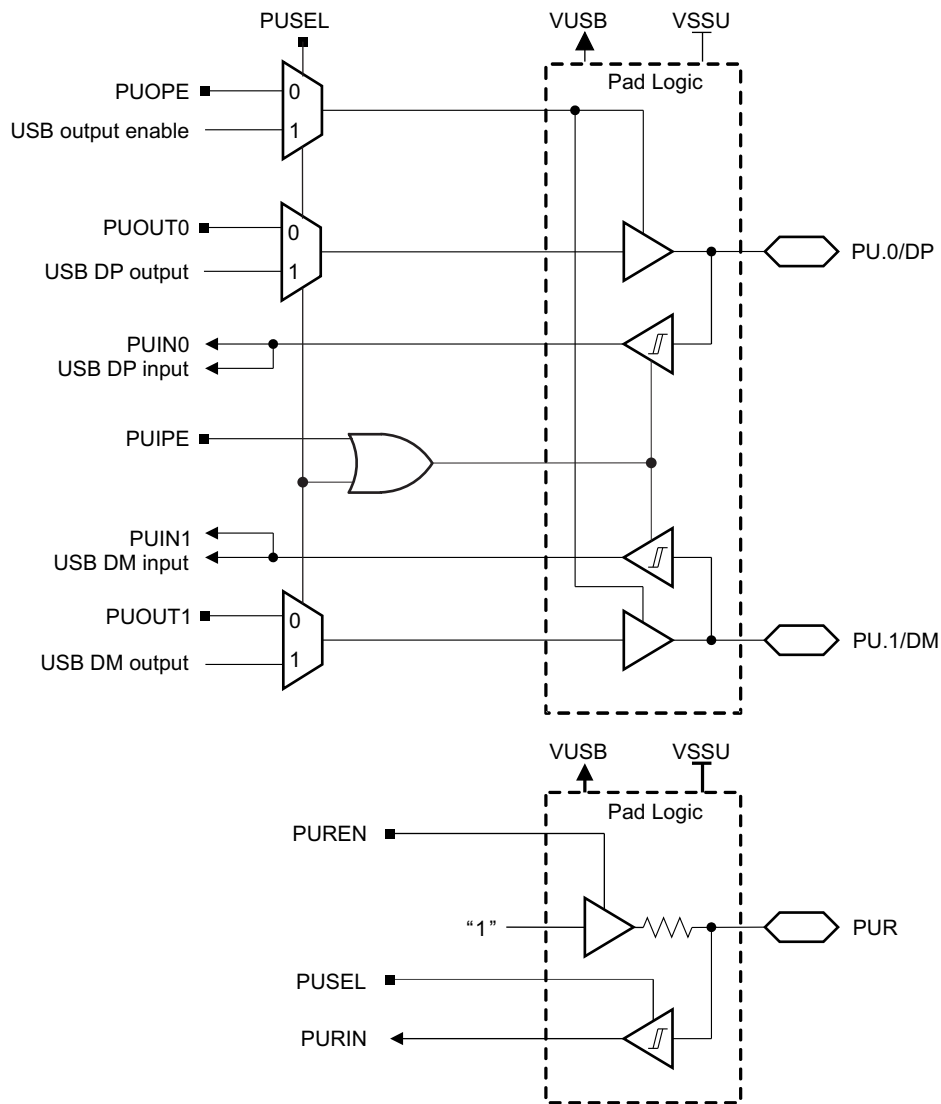 PUSEL
VUSB
VSSU
Pad Logic
PUOPE
0
USB output enable
1
PUOUT0
0
USB DP output
1
PU.0/DP
PUIN0
USB DP input
PUIPE
PUIN1
USB DM input
PUOUT1
0
USB DM output
1
PU.1/DM
VUSB
VSSU
Pad Logic
PUREN
“1”
PUR
PUSEL
PURIN